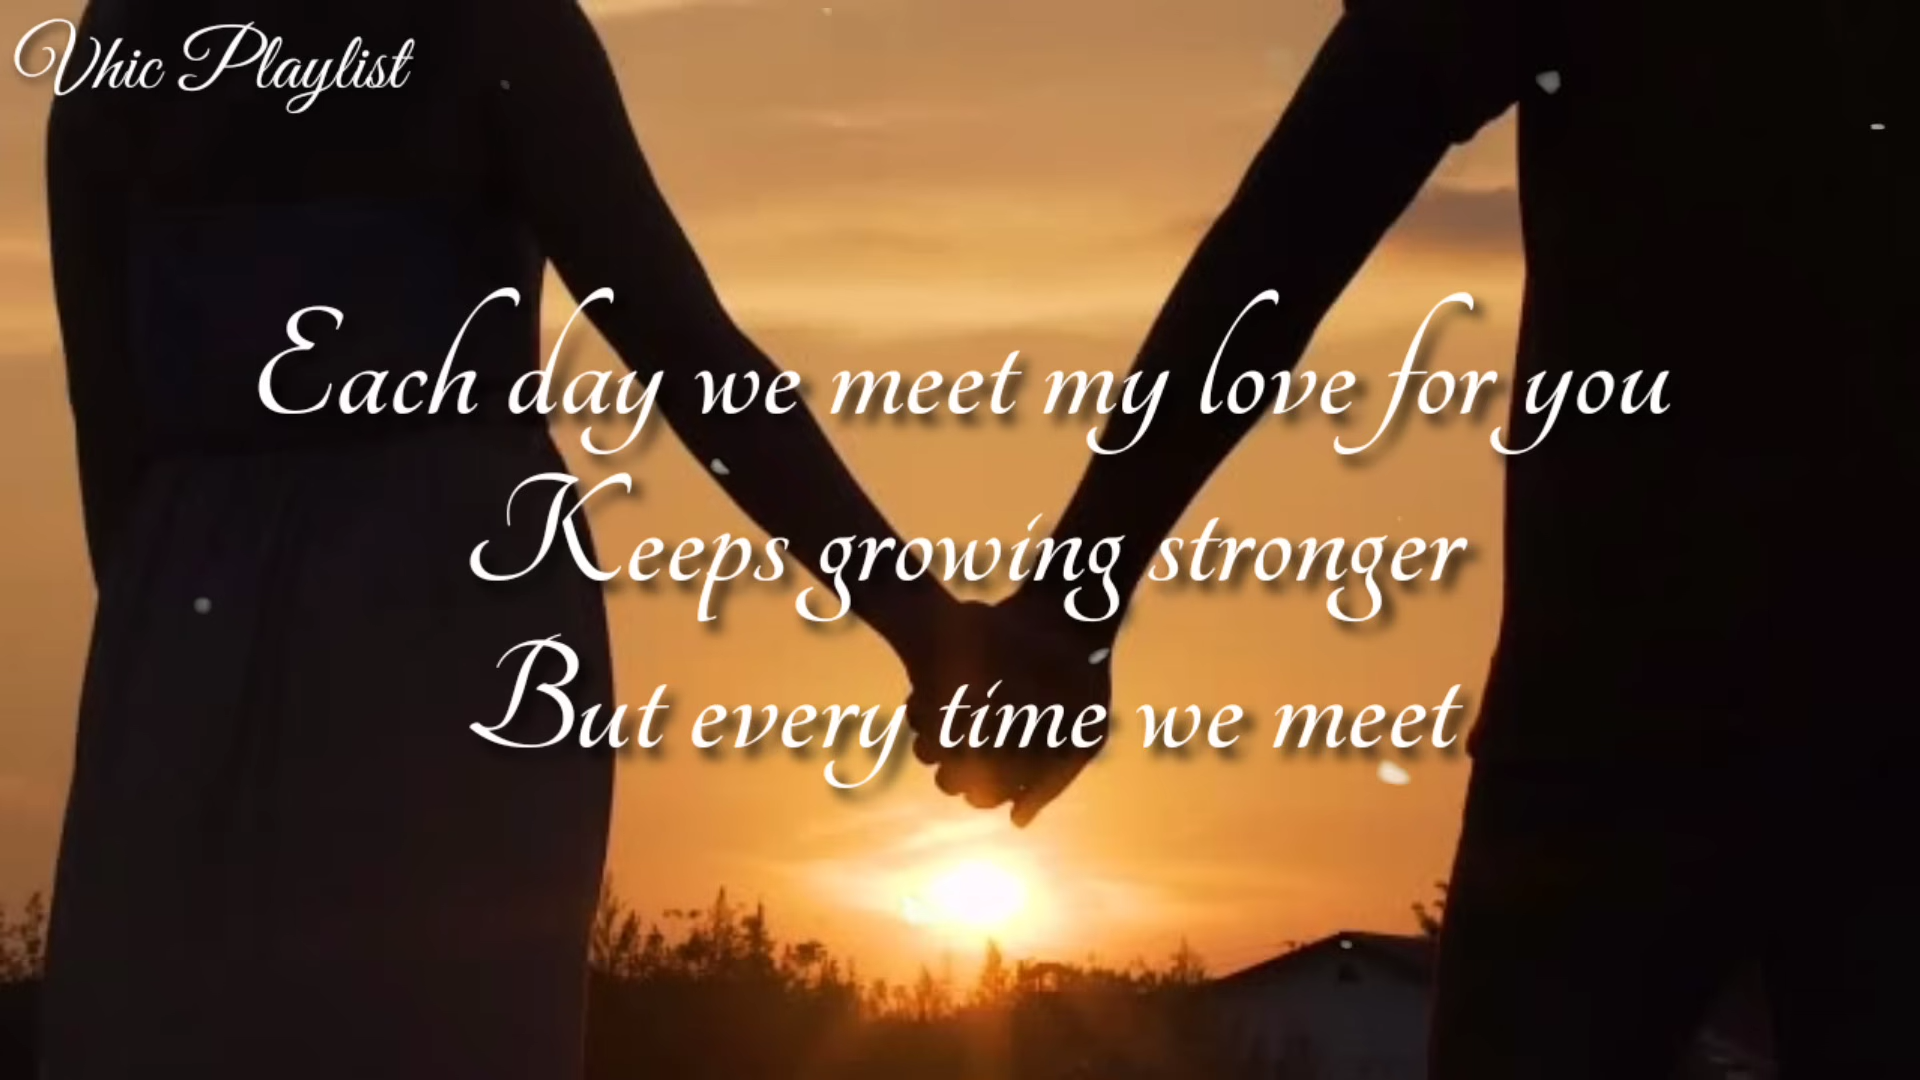 Vhic Playlist
Each day we meet my love for you
Keeps growing stronger
But every time we meet